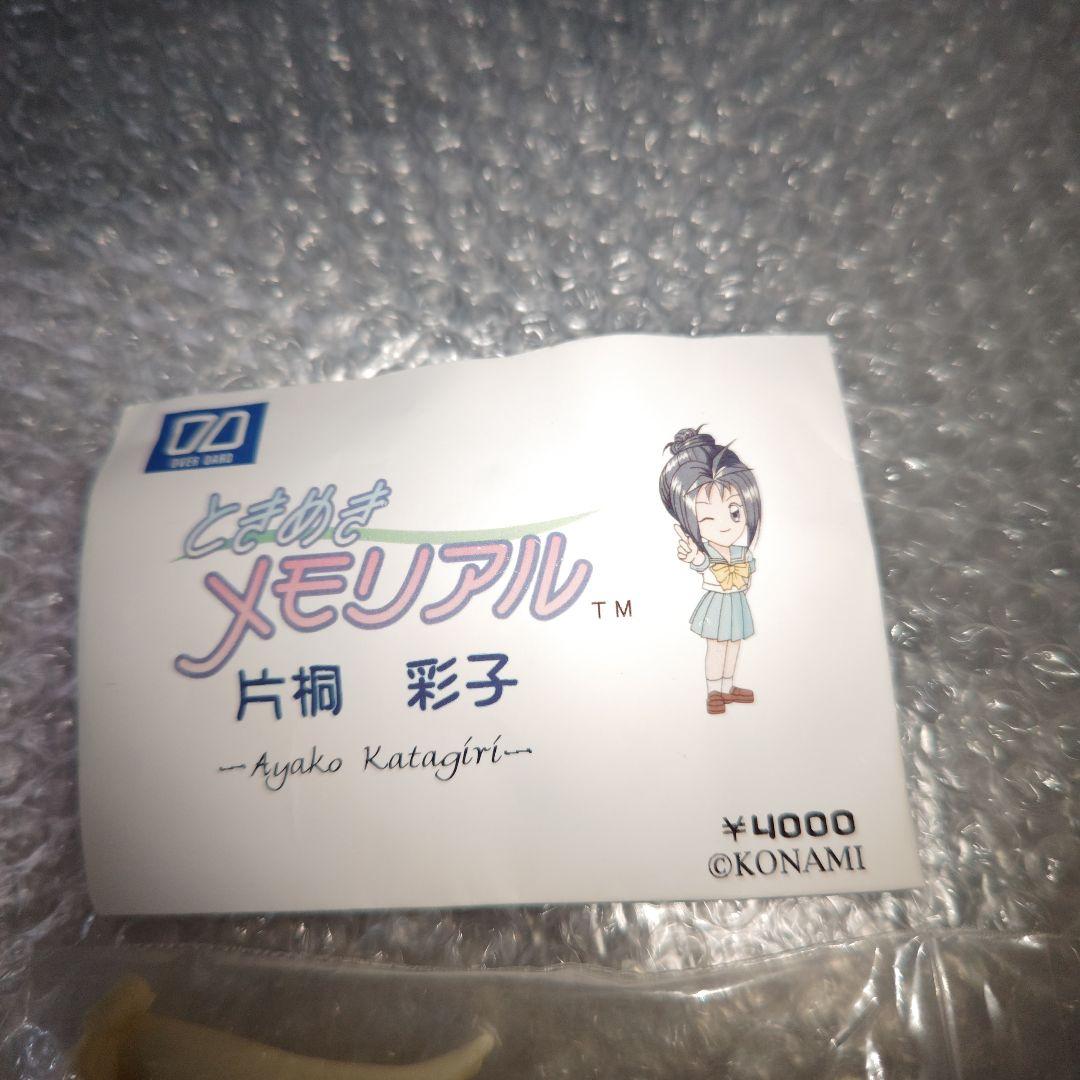 OVER DARD
ときめき
メモリアル TM
片桐 彩子
-Ayako Katagiri-
¥4000
©KONAMI